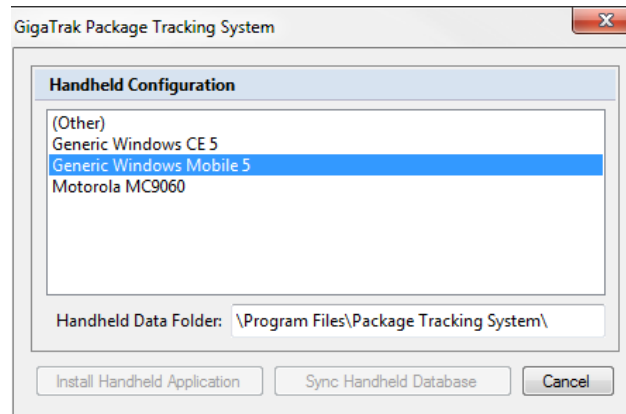 GigaTrak Package Tracking System
Handheld Configuration
(Other)
Generic Windows CE 5
Generic Windows Mobile 5
Motorola MC9060
Handheld Data Folder: \Program Files\Package Tracking System\
Install Handheld Application Sync Handheld Database Cancel